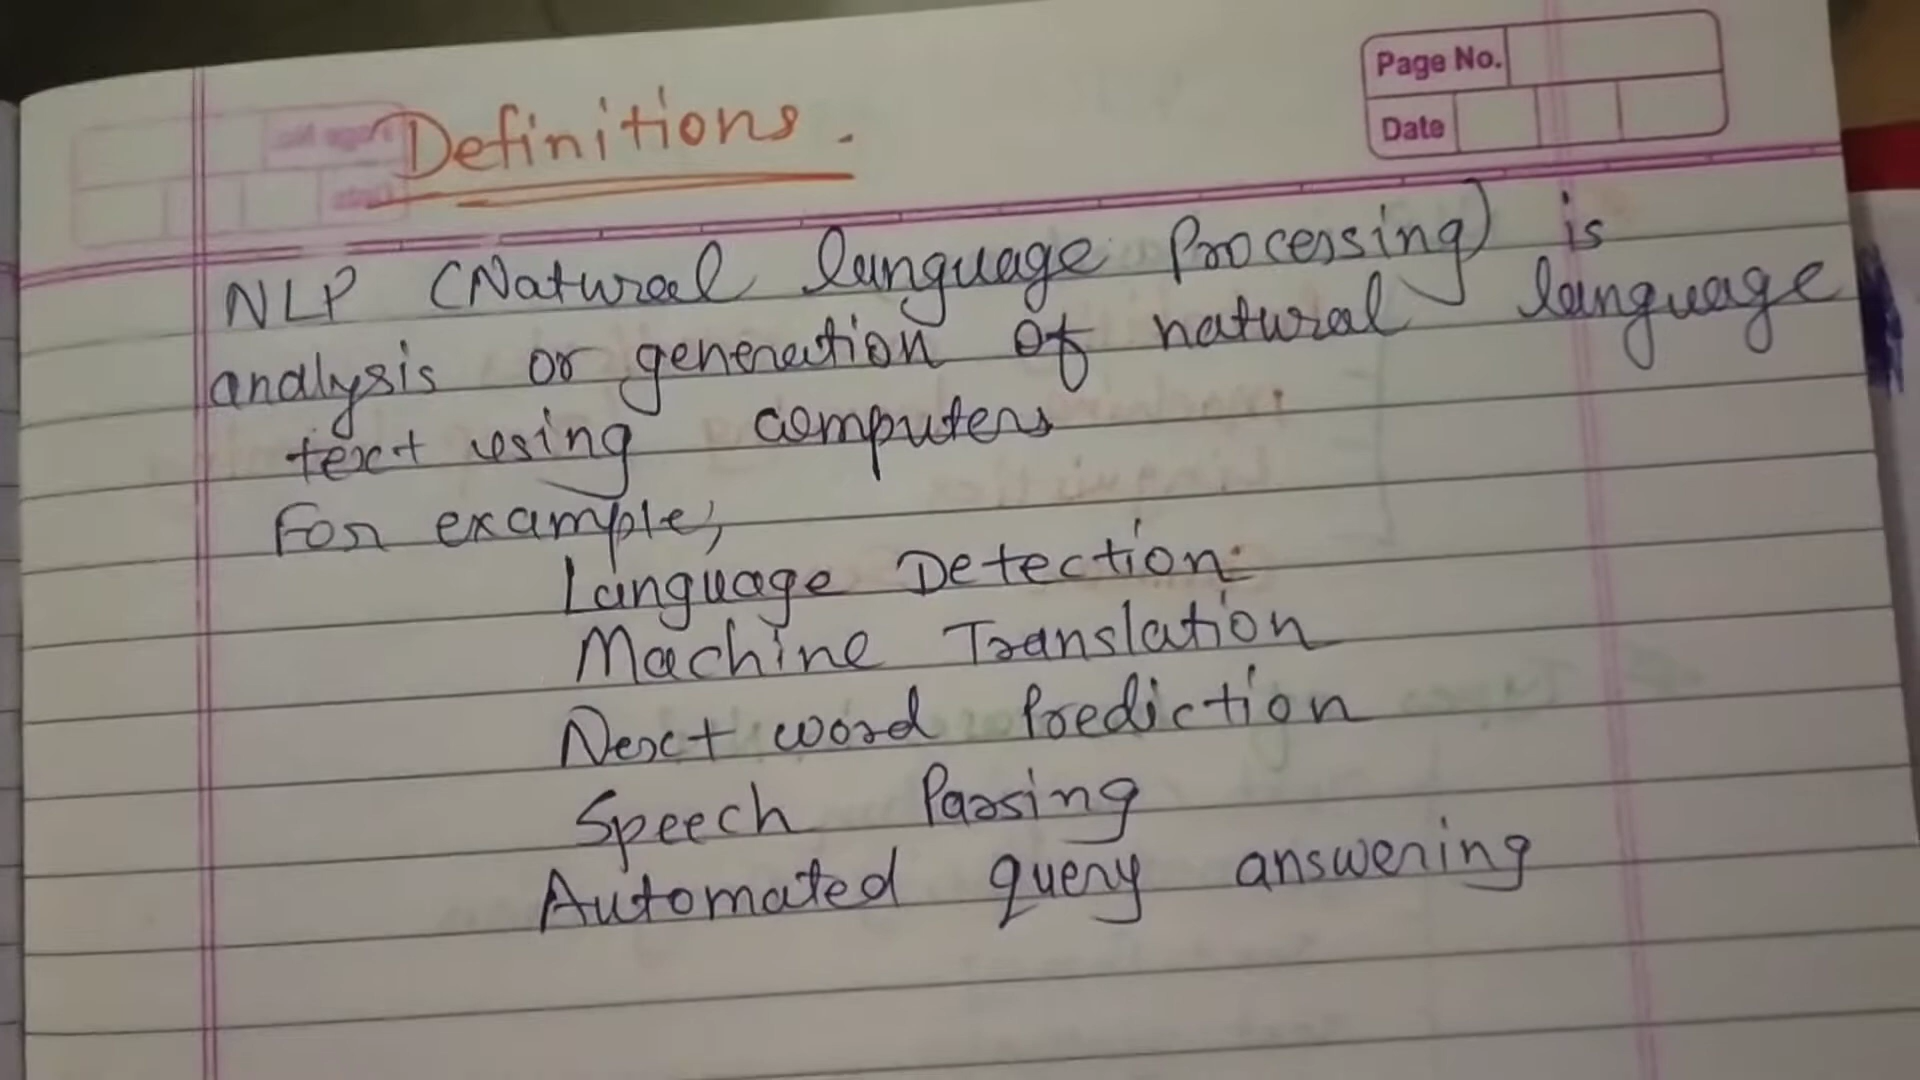 Page No.
Date
Definitions.
NLP (Natural language Processing) is
analysis or generation of natural language
text using computers
For example,
Language Detection.
Machine Translation
Next word Prediction
Speech Parsing
Automated query answering